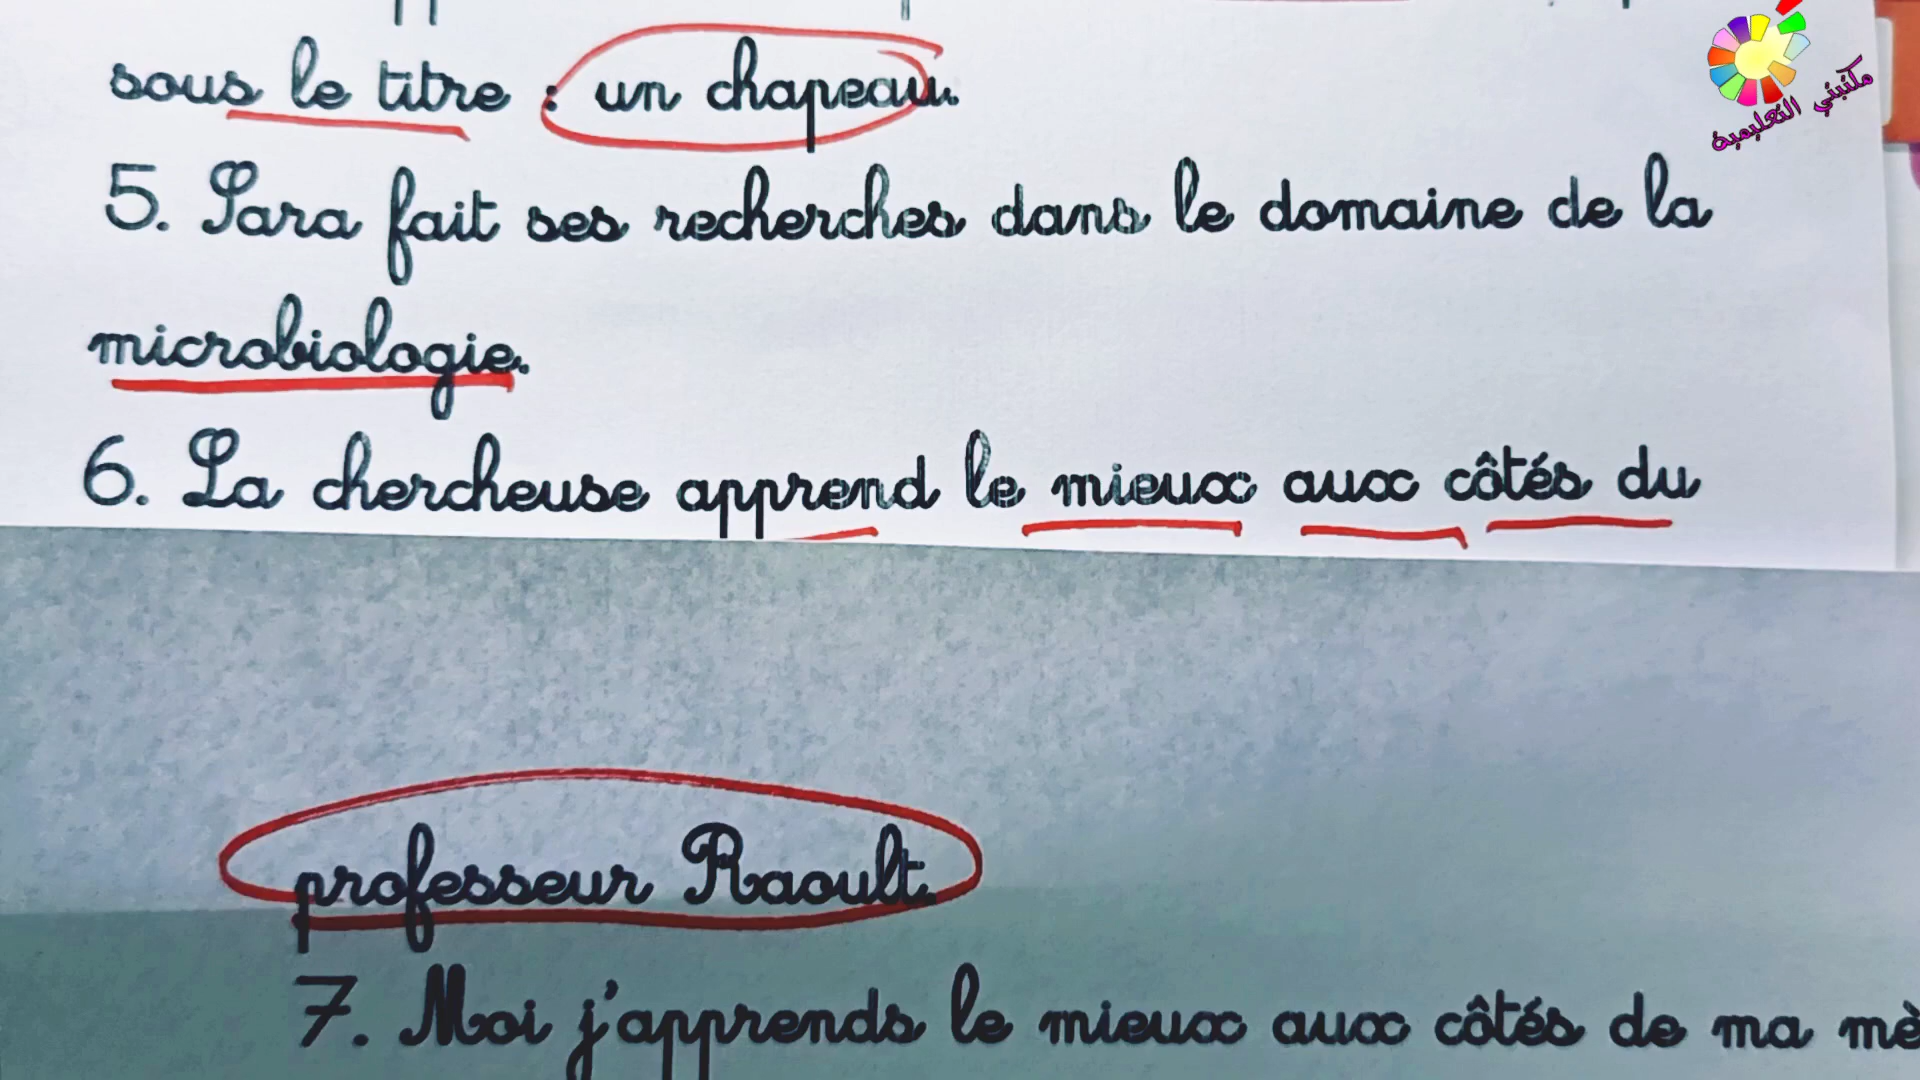 مكتبتي التعليمية
sous le titre : un chapeau.
5. Sara fait ses recherches dans le domaine de la
microbiologie.
6. La chercheuse apprend le mieux aux côtés du
professeur Raoult.
7. Moi j'apprends le mieux aux côtés de ma mè